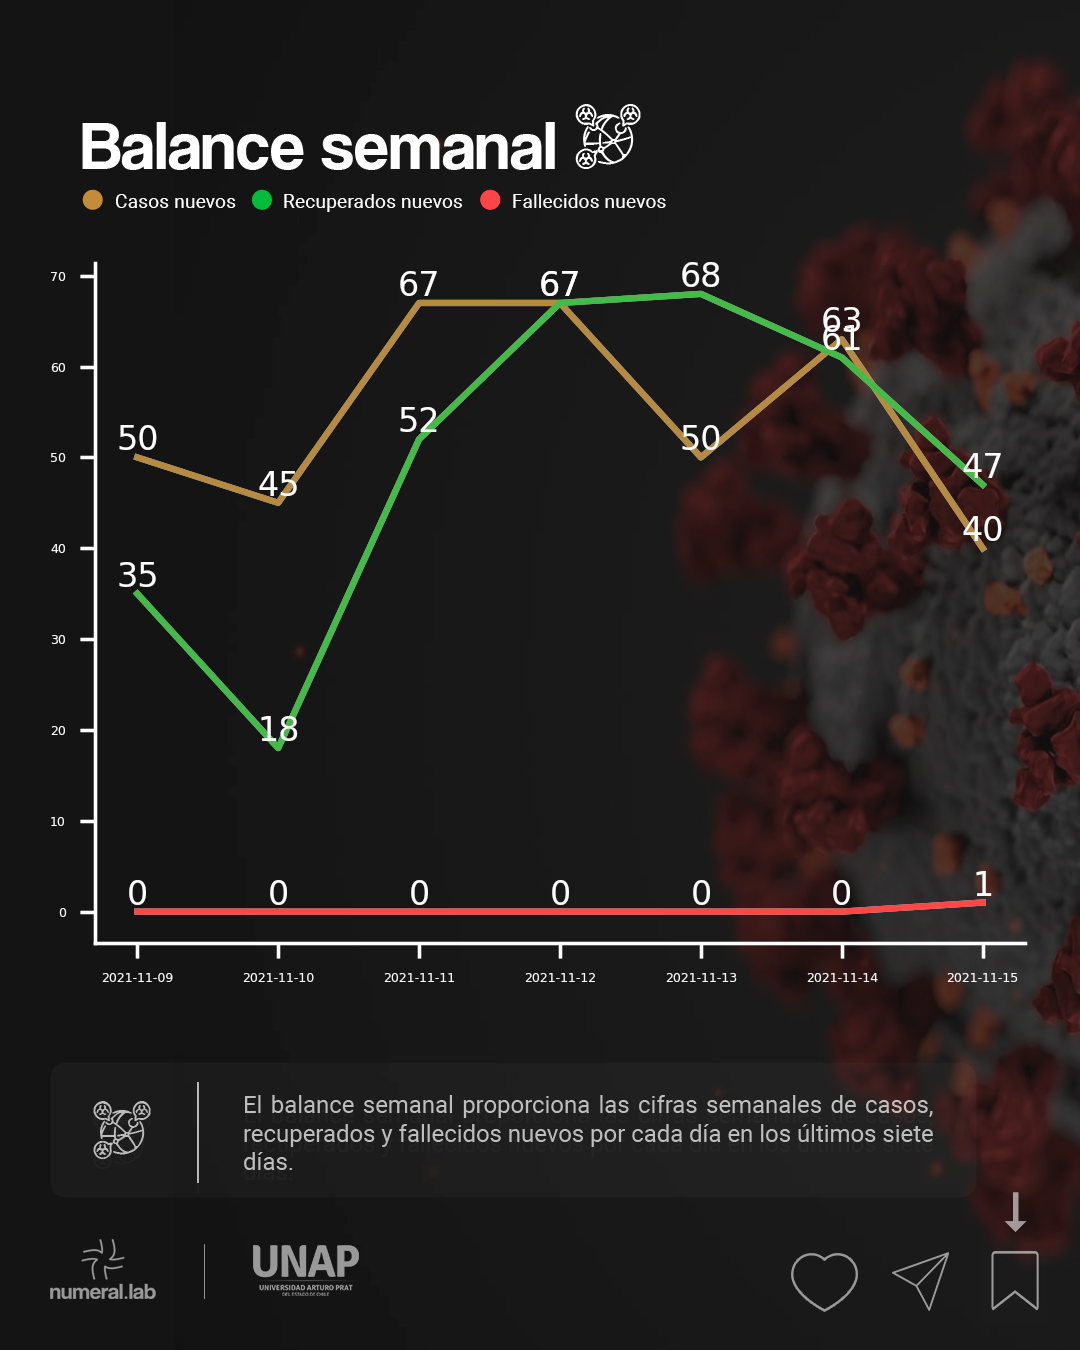 Balance semanal
Casos nuevos Recuperados nuevos Fallecidos nuevos
70
60
50
40
30
20
10
0
67 67 68
63
61
50 45 52 50 47
40
35
18
0 0 0 0 0 0 1
2021-11-09 2021-11-10 2021-11-11 2021-11-12 2021-11-13 2021-11-14 2021-11-15
El balance semanal proporciona las cifras semanales de casos,
recuperados y fallecidos nuevos por cada día en los últimos siete
días.
numeral.lab
UNAP
UNIVERSIDAD ARTURO PRAT
DEL ESTADO DE CHILE